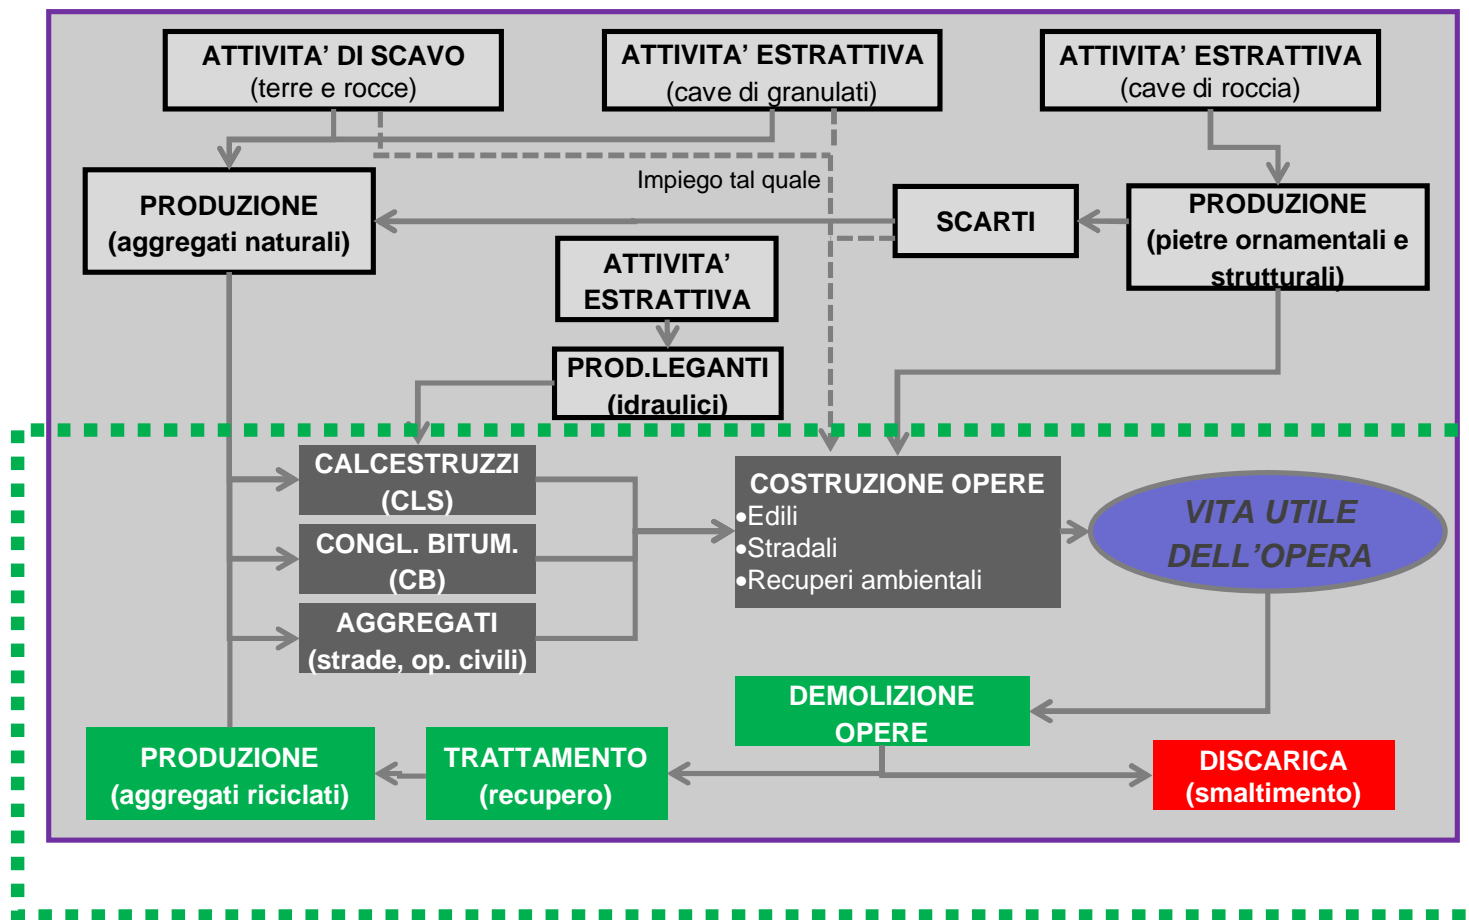 ATTIVITA' DI SCAVO
(terre e rocce)
ATTIVITA' ESTRATTIVA
(cave di granulati)
ATTIVITA' ESTRATTIVA
(cave di roccia)
Impiego tal quale
PRODUZIONE
(aggregati naturali)
SCARTI
PRODUZIONE
(pietre ornamentali e
strutturali)
ATTIVITA'
ESTRATTIVA
PROD.LEGANTI
(idraulici)
CALCESTRUZZI
(CLS)
CONGL. BITUM.
(CB)
AGGREGATI
(strade, op. civili)
COSTRUZIONE OPERE
•Edili
•Stradali
•Recuperi ambientali
VITA UTILE
DELL'OPERA
DEMOLIZIONE
OPERE
PRODUZIONE
(aggregati riciclati)
TRATTAMENTO
(recupero)
DISCARICA
(smaltimento)